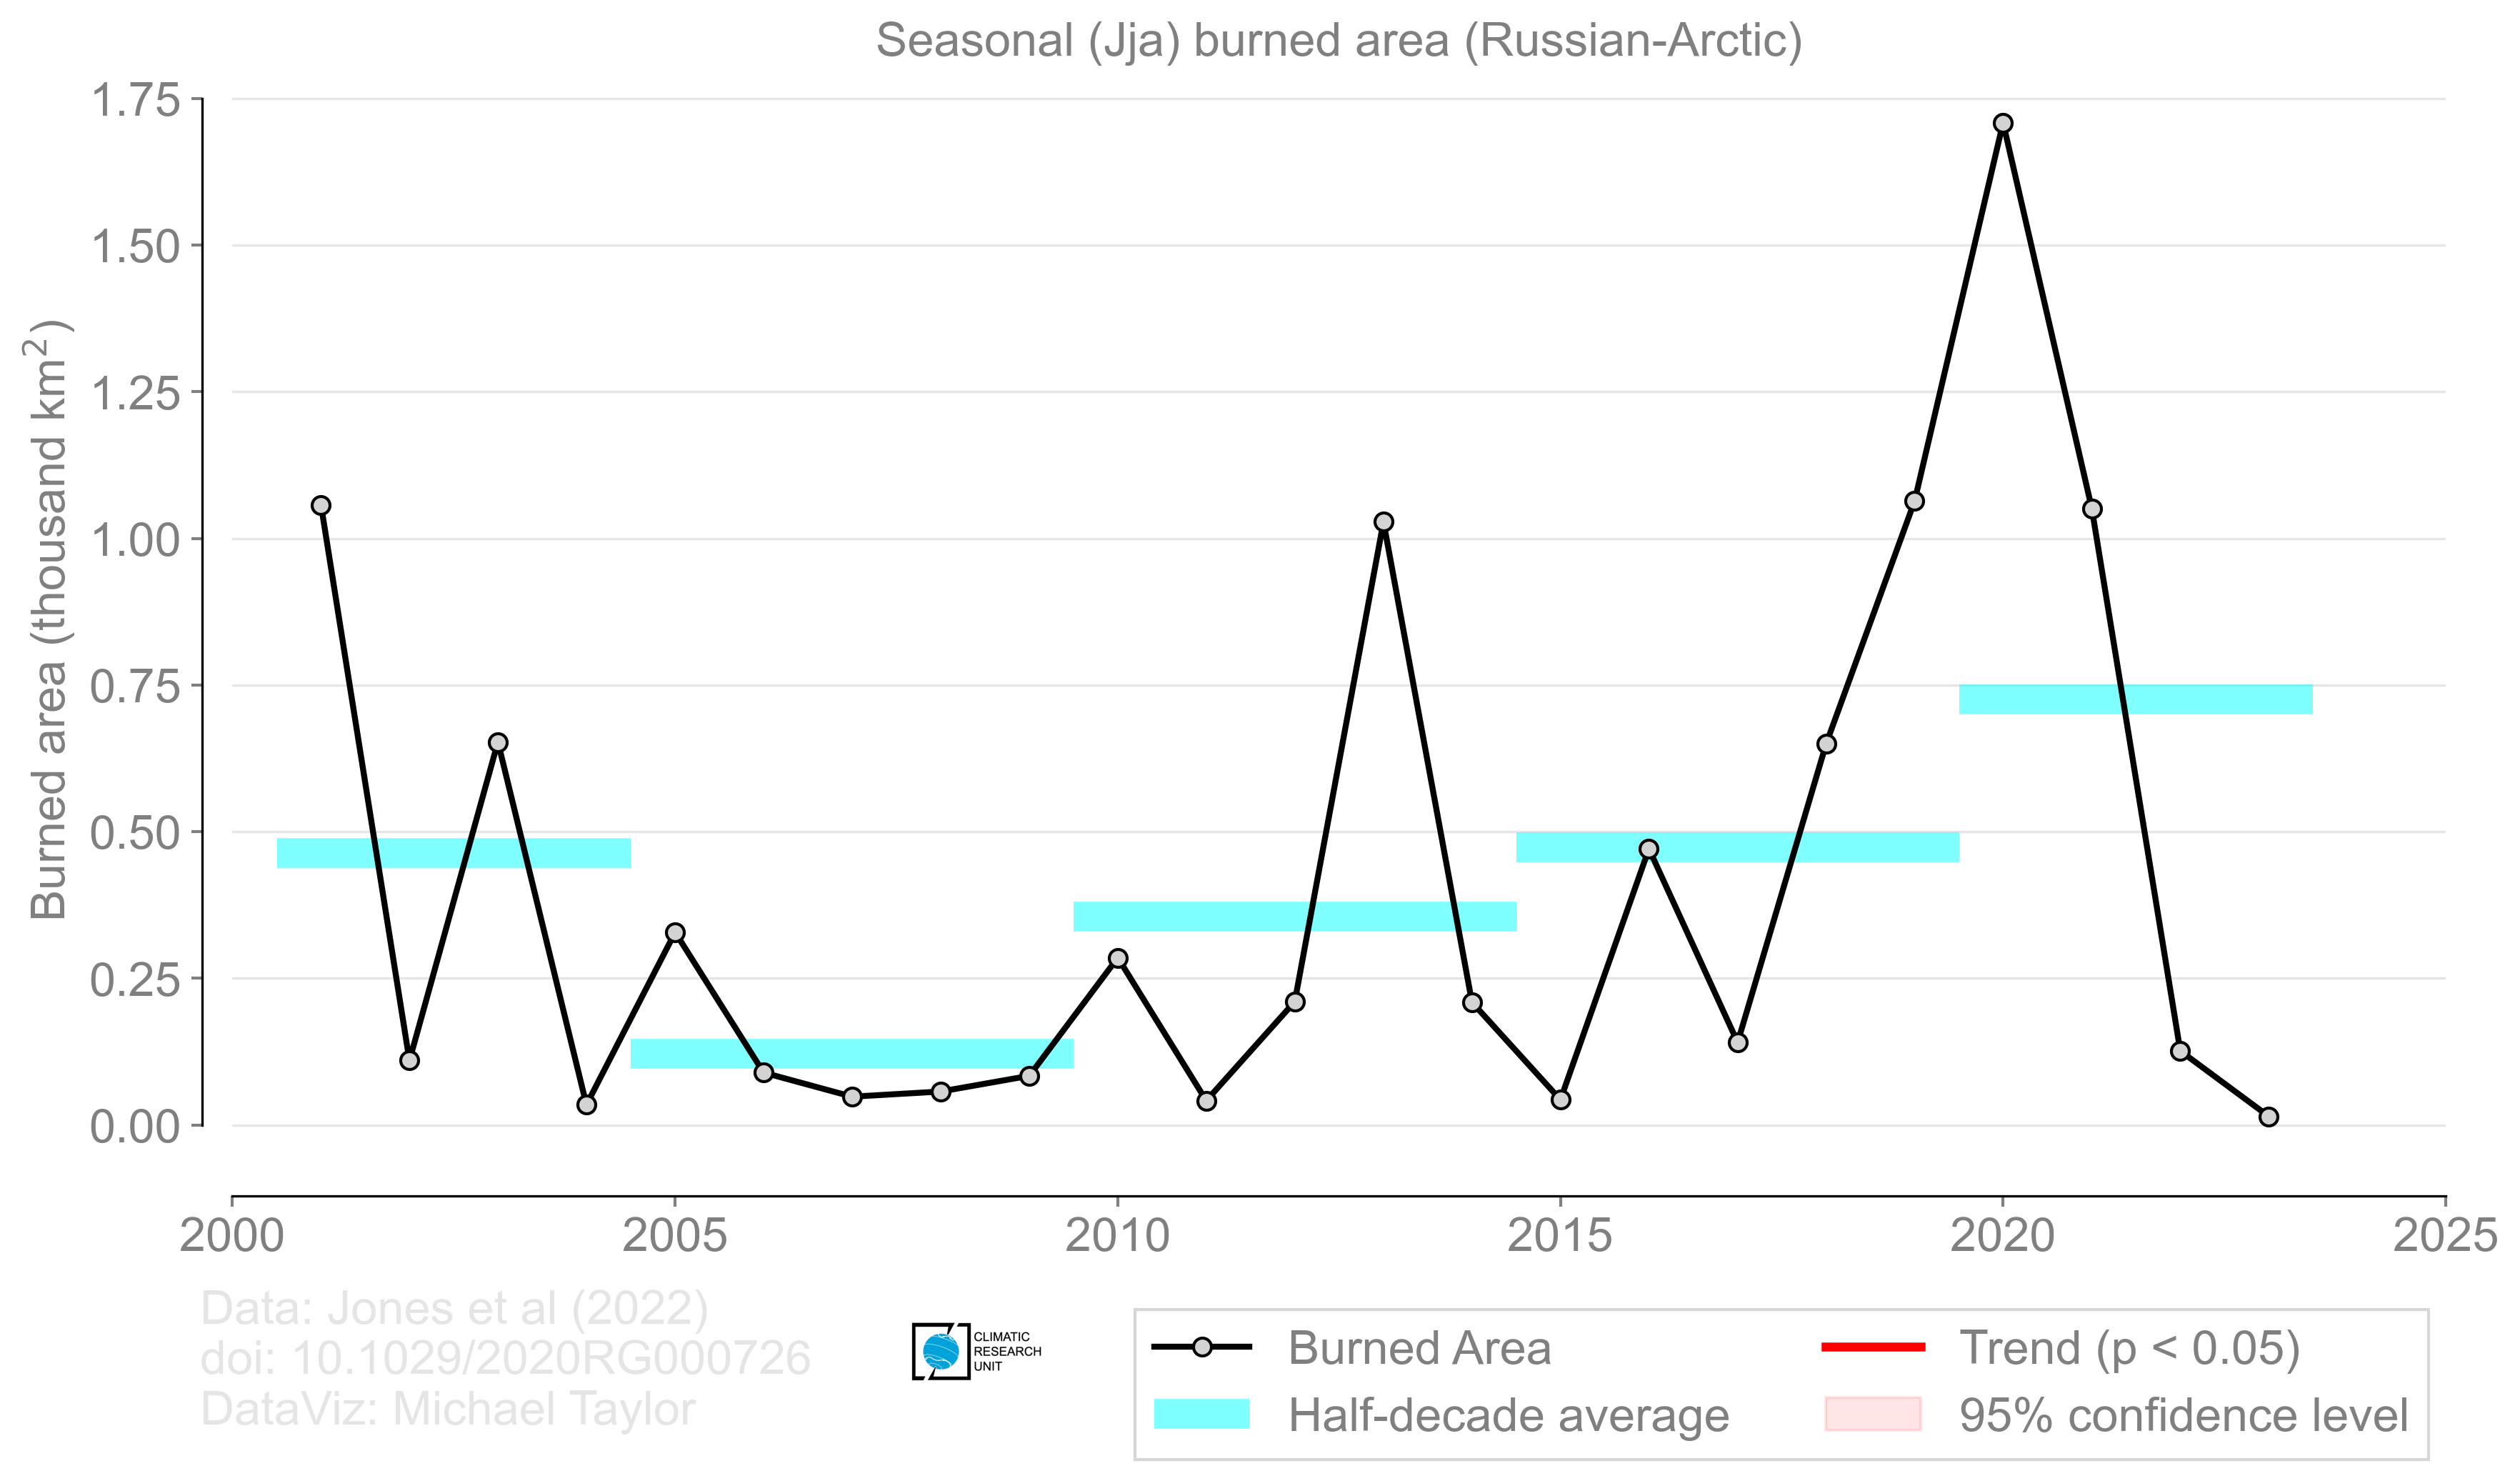 Seasonal (Jja) burned area (Russian-Arctic)
Burned area (thousand km²)
1.75
1.50
1.25
1.00
0.75
0.50
0.25
0.00
2000 2005 2010 2015 2020 2025
Data: Jones et al (2022)
doi: 10.1029/2020RG000726
DataViz: Michael Taylor
CLIMATIC
RESEARCH
UNIT
Burned Area
Half-decade average
Trend (p < 0.05)
95% confidence level